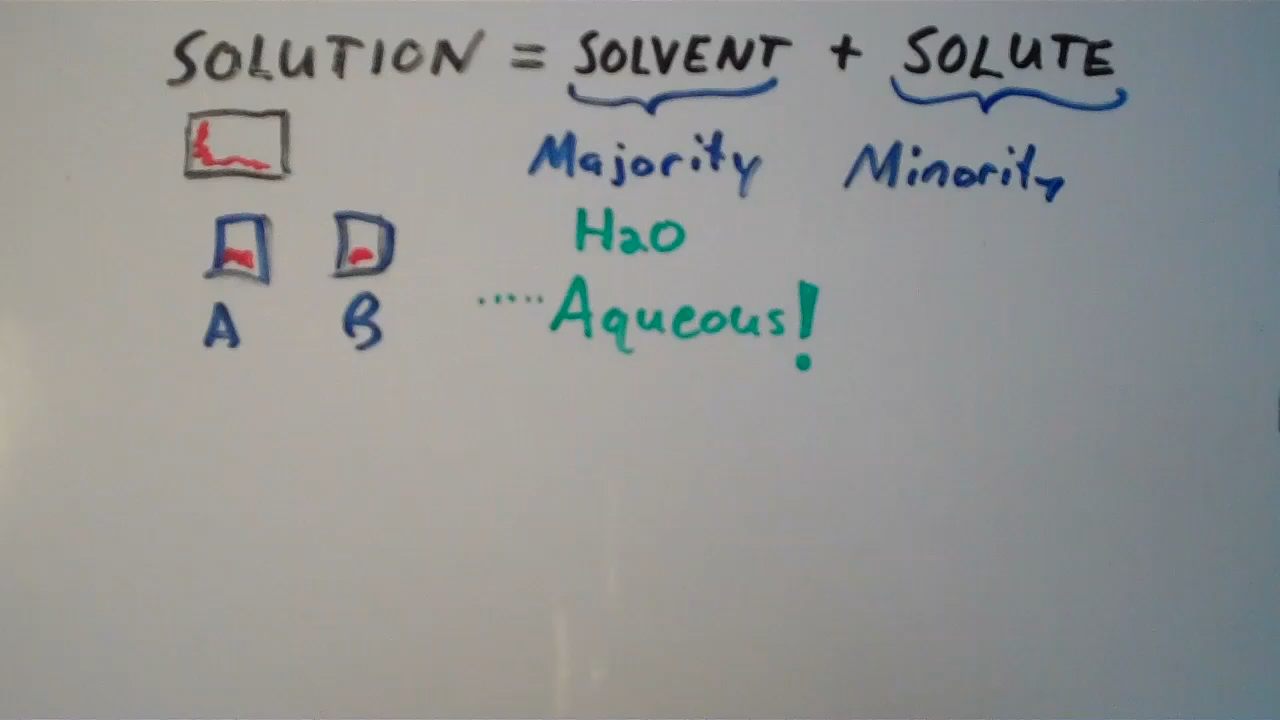 SOLUTION = SOLVENT + SOLUTE
Majority Minority
H2O
A B .....Aqueous!